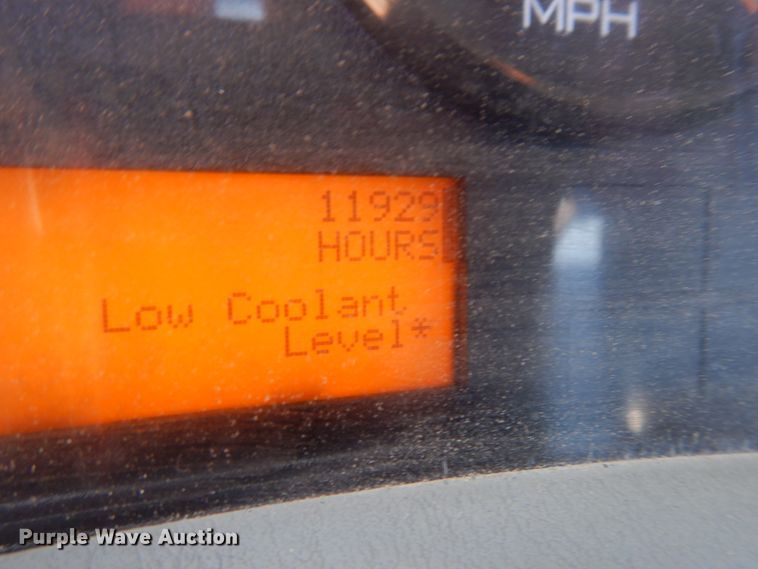 MPH
11929
HOURS
Low Coolant
Level*
Purple Wave Auction